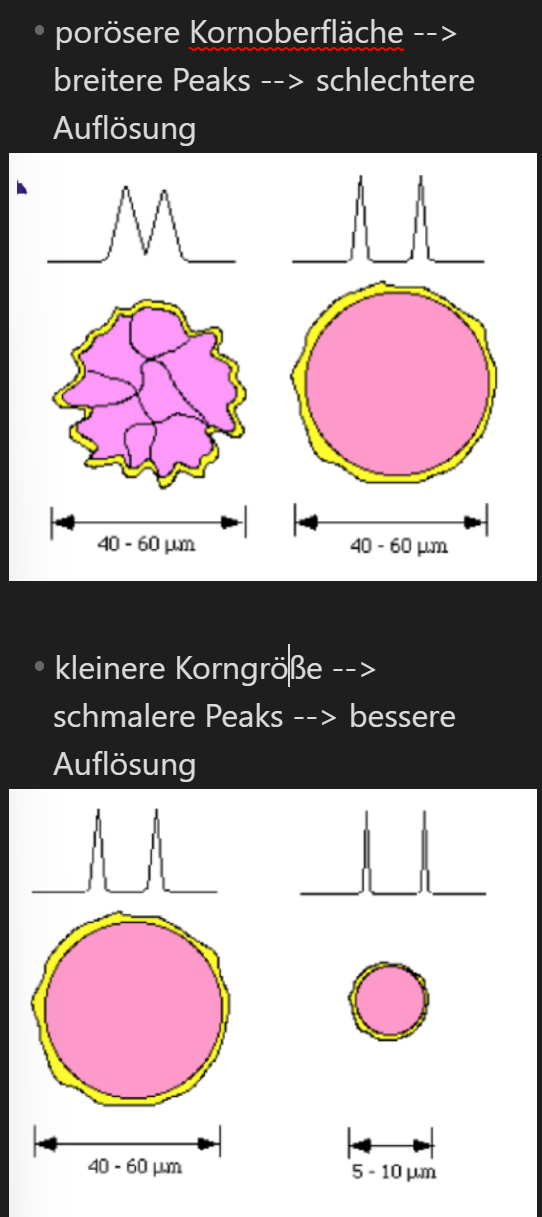 • porösere Kornoberfläche -->
breitere Peaks --> schlechtere
Auflösung
40 - 60 µm
40 - 60 µm
• kleinere Korngröße -->
schmalere Peaks --> bessere
Auflösung
40 - 60 µm
5 - 10 µm